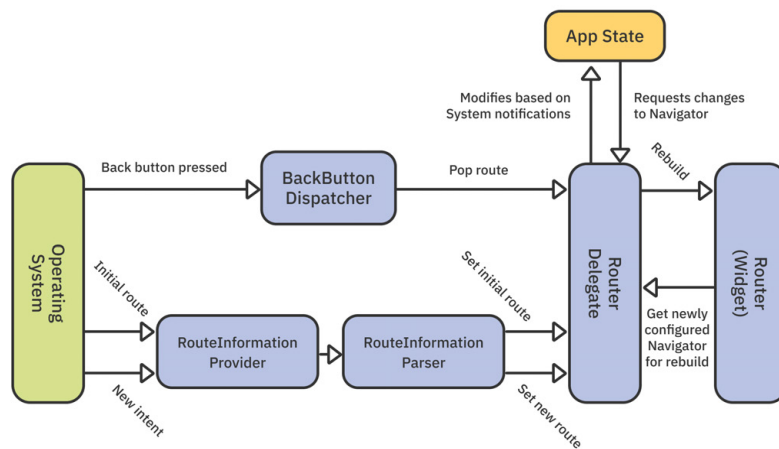 App State
Modifies based on
System notifications
Requests changes
to Navigator
Back button pressed
BackButton
Dispatcher
Pop route
Rebuild
Operating
System
Router
Delegate
Router
(Widget)
Initial route
Set initial route
RouteInformation
Provider
RouteInformation
Parser
Get newly
configured
Navigator
for rebuild
New intent
Set new route